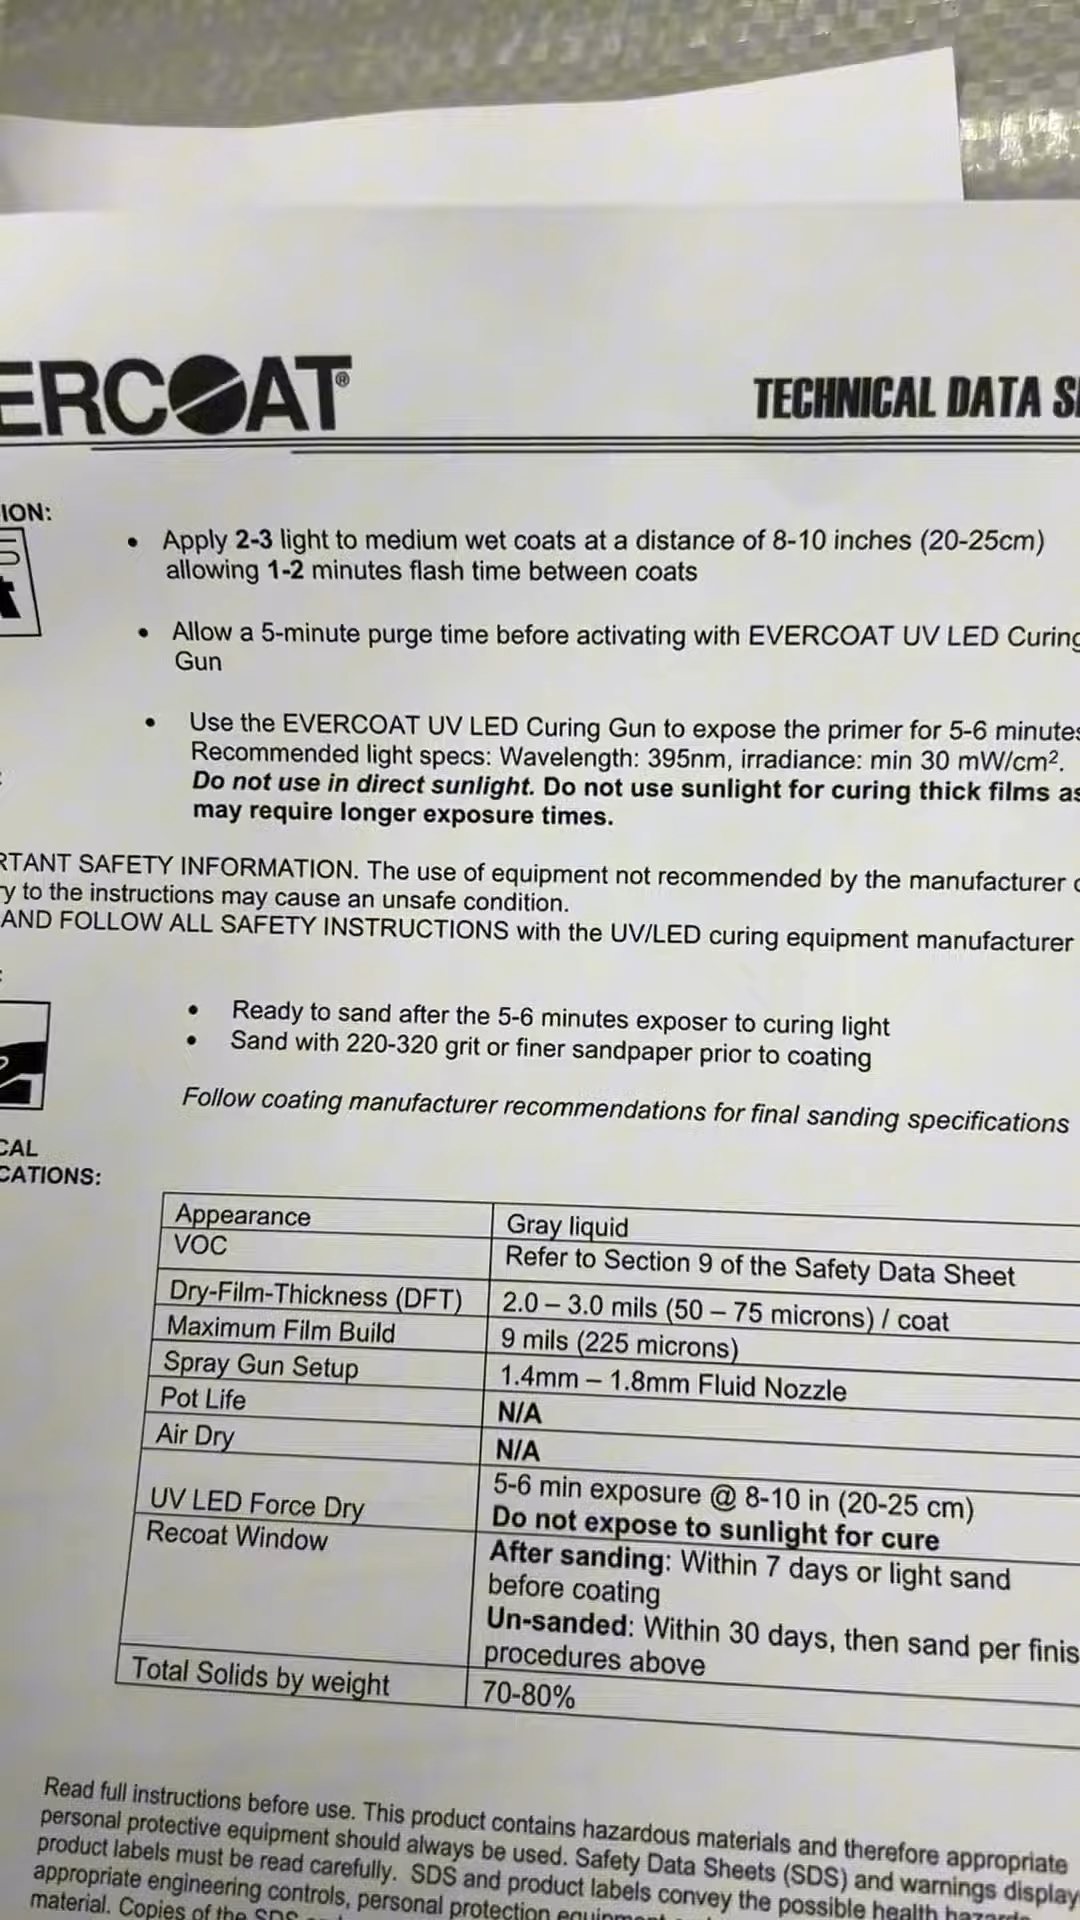 ERCOAT®
TECHNICAL DATA
ION:
• Apply 2-3 light to medium wet coats at a distance of 8-10 inches (20-25cm)
allowing 1-2 minutes flash time between coats
• Allow a 5-minute purge time before activating with EVERCOAT UV LED Curing
Gun
• Use the EVERCOAT UV LED Curing Gun to expose the primer for 5-6 minutes
Recommended light specs: Wavelength: 395nm, irradiance: min 30 mW/cm².
Do not use in direct sunlight. Do not use sunlight for curing thick films as
may require longer exposure times.
RTANT SAFETY INFORMATION. The use of equipment not recommended by the manufacturer
ry to the instructions may cause an unsafe condition.
AND FOLLOW ALL SAFETY INSTRUCTIONS with the UV/LED curing equipment manufacturer
• Ready to sand after the 5-6 minutes exposer to curing light
• Sand with 220-320 grit or finer sandpaper prior to coating
Follow coating manufacturer recommendations for final sanding specifications
CAL
CATIONS:
Appearance Gray liquid
VOC Refer to Section 9 of the Safety Data Sheet
Dry-Film-Thickness (DFT) 2.0 – 3.0 mils (50 – 75 microns) / coat
Maximum Film Build 9 mils (225 microns)
Spray Gun Setup 1.4mm – 1.8mm Fluid Nozzle
Pot Life N/A
Air Dry N/A
UV LED Force Dry 5-6 min exposure @ 8-10 in (20-25 cm)
Do not expose to sunlight for cure
Recoat Window After sanding: Within 7 days or light sand
before coating
Un-sanded: Within 30 days, then sand per finis
procedures above
Total Solids by weight 70-80%
Read full instructions before use. This product contains hazardous materials and therefore appropriate
personal protective equipment should always be used. Safety Data Sheets (SDS) and warnings display
product labels must be read carefully. SDS and product labels convey the possible health hazards
appropriate engineering controls, personal protection
material. Copies of the SDS